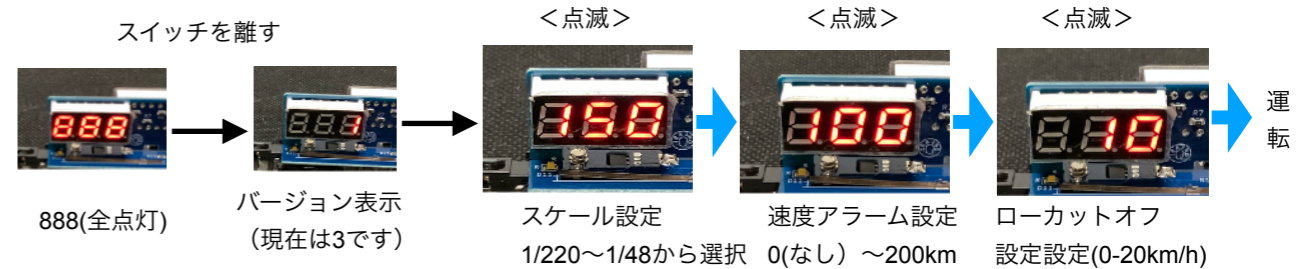 スイッチを離す
＜点滅＞
＜点滅＞
＜点滅＞
888
1
150
100
10
運
転
888(全点灯)
バージョン表示
（現在は3です）
スケール設定
1/220〜1/48から選択
速度アラーム設定
0(なし）〜200km
ローカットオフ
設定設定(0-20km/h)